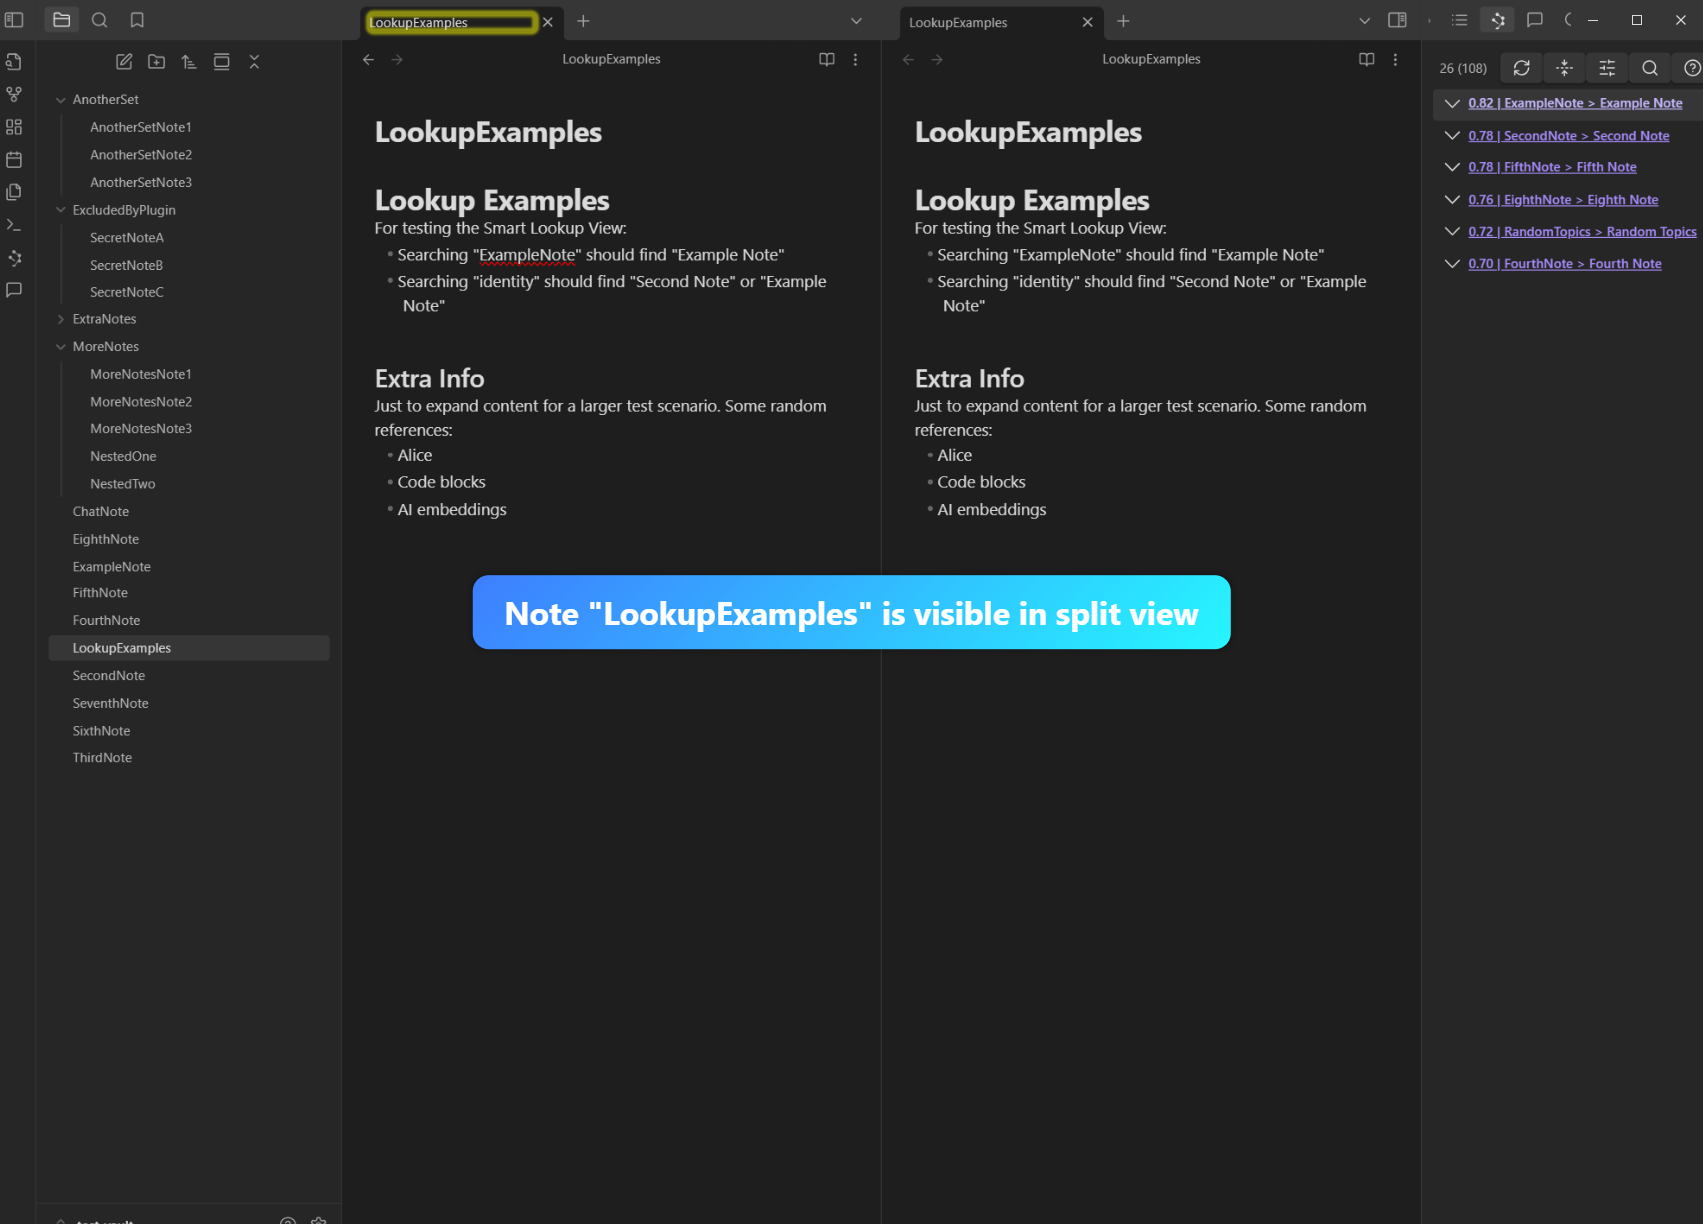 LookupExamples
LookupExamples
LookupExamples
LookupExamples
26 (108)
AnotherSet
AnotherSetNote1
AnotherSetNote2
AnotherSetNote3
ExcludedByPlugin
SecretNoteA
SecretNoteB
SecretNoteC
ExtraNotes
MoreNotes
MoreNotesNote1
MoreNotesNote2
MoreNotesNote3
NestedOne
NestedTwo
ChatNote
EighthNote
ExampleNote
FifthNote
FourthNote
LookupExamples
SecondNote
SeventhNote
SixthNote
ThirdNote
test-vault
LookupExamples
Lookup Examples
For testing the Smart Lookup View:
• Searching "ExampleNote" should find "Example Note"
• Searching "identity" should find "Second Note" or "Example
Note"
Extra Info
Just to expand content for a larger test scenario. Some random
references:
• Alice
• Code blocks
• AI embeddings
LookupExamples
Lookup Examples
For testing the Smart Lookup View:
• Searching "ExampleNote" should find "Example Note"
• Searching "identity" should find "Second Note" or "Example
Note"
Extra Info
Just to expand content for a larger test scenario. Some random
references:
• Alice
• Code blocks
• AI embeddings
Note "LookupExamples" is visible in split view
0.82 | ExampleNote > Example Note
0.78 | SecondNote > Second Note
0.78 | FifthNote > Fifth Note
0.76 | EighthNote > Eighth Note
0.72 | RandomTopics > Random Topics
0.70 | FourthNote > Fourth Note